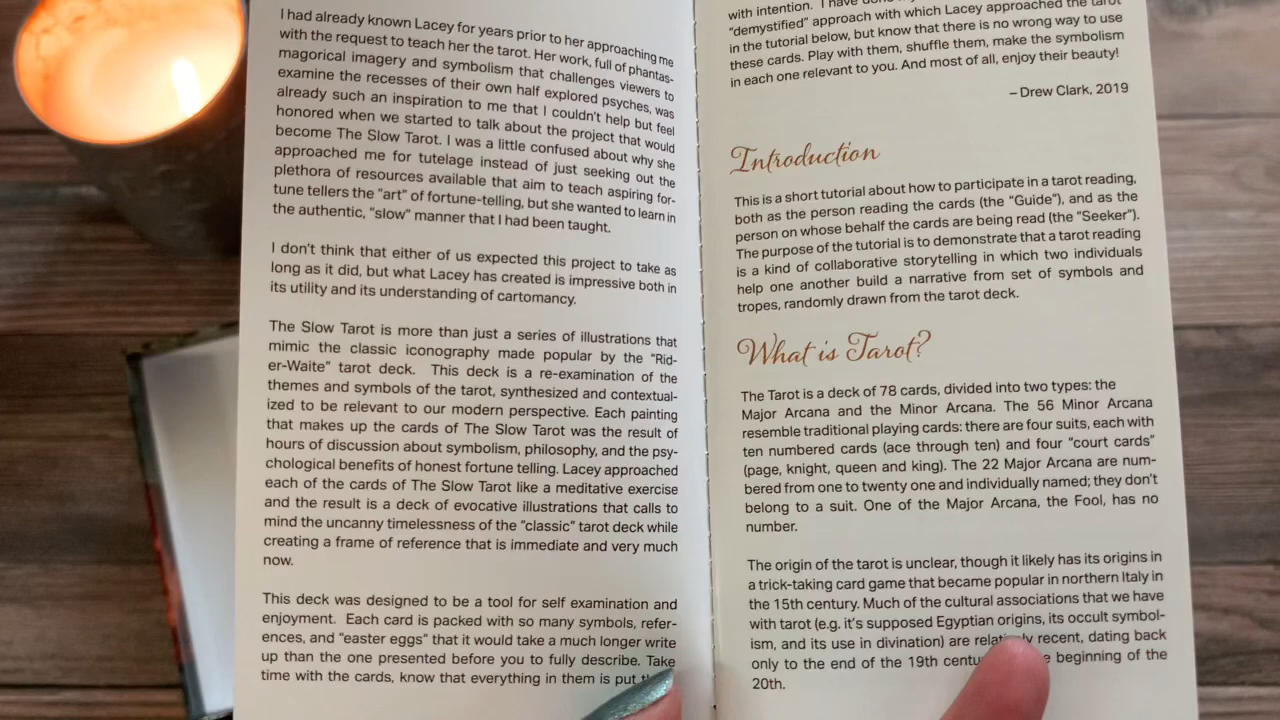 I had already known Lacey for years prior to her approaching me
with the request to teach her the tarot. Her work, full of phantas-
magorical imagery and symbolism that challenges viewers to
examine the recesses of their own half explored psyches, was
already such an inspiration to me that I couldn't help but feel
honored when we started to talk about the project that would
become The Slow Tarot. I was a little confused about why she
approached me for tutelage instead of just seeking out the
plethora of resources available that aim to teach aspiring for-
tune tellers the "art" of fortune-telling, but she wanted to learn in
the authentic, "slow" manner that I had been taught.
I don't think that either of us expected this project to take as
long as it did, but what Lacey has created is impressive both in
its utility and its understanding of cartomancy.
The Slow Tarot is more than just a series of illustrations that
mimic the classic iconography made popular by the "Rid-
er-Waite" tarot deck. This deck is a re-examination of the
themes and symbols of the tarot, synthesized and contextual-
ized to be relevant to our modern perspective. Each painting
that makes up the cards of The Slow Tarot was the result of
hours of discussion about symbolism, philosophy, and the psy-
chological benefits of honest fortune telling. Lacey approached
each of the cards of The Slow Tarot like a meditative exercise
and the result is a deck of evocative illustrations that calls to
mind the uncanny timelessness of the "classic" tarot deck while
creating a frame of reference that is immediate and very much
now.
This deck was designed to be a tool for self examination and
enjoyment. Each card is packed with so many symbols, refer-
ences, and "easter eggs" that it would take a much longer write
up than the one presented before you to fully describe. Take
time with the cards, know that everything in them is put
with intention. I have done
"demystified" approach with which Lacey approached the tarot
in the tutorial below, but know that there is no wrong way to use
these cards. Play with them, shuffle them, make the symbolism
in each one relevant to you. And most of all, enjoy their beauty!
– Drew Clark, 2019
Introduction
This is a short tutorial about how to participate in a tarot reading,
both as the person reading the cards (the "Guide"), and as the
person on whose behalf the cards are being read (the "Seeker").
The purpose of the tutorial is to demonstrate that a tarot reading
is a kind of collaborative storytelling in which two individuals
help one another build a narrative from set of symbols and
tropes, randomly drawn from the tarot deck.
What is Tarot?
The Tarot is a deck of 78 cards, divided into two types: the
Major Arcana and the Minor Arcana. The 56 Minor Arcana
resemble traditional playing cards: there are four suits, each with
ten numbered cards (ace through ten) and four "court cards"
(page, knight, queen and king). The 22 Major Arcana are num-
bered from one to twenty one and individually named; they don't
belong to a suit. One of the Major Arcana, the Fool, has no
number.
The origin of the tarot is unclear, though it likely has its origins in
a trick-taking card game that became popular in northern Italy in
the 15th century. Much of the cultural associations that we have
with tarot (e.g. it's supposed Egyptian origins, its occult symbol-
ism, and its use in divination) are relatively recent, dating back
only to the end of the 19th beginning of the
20th.